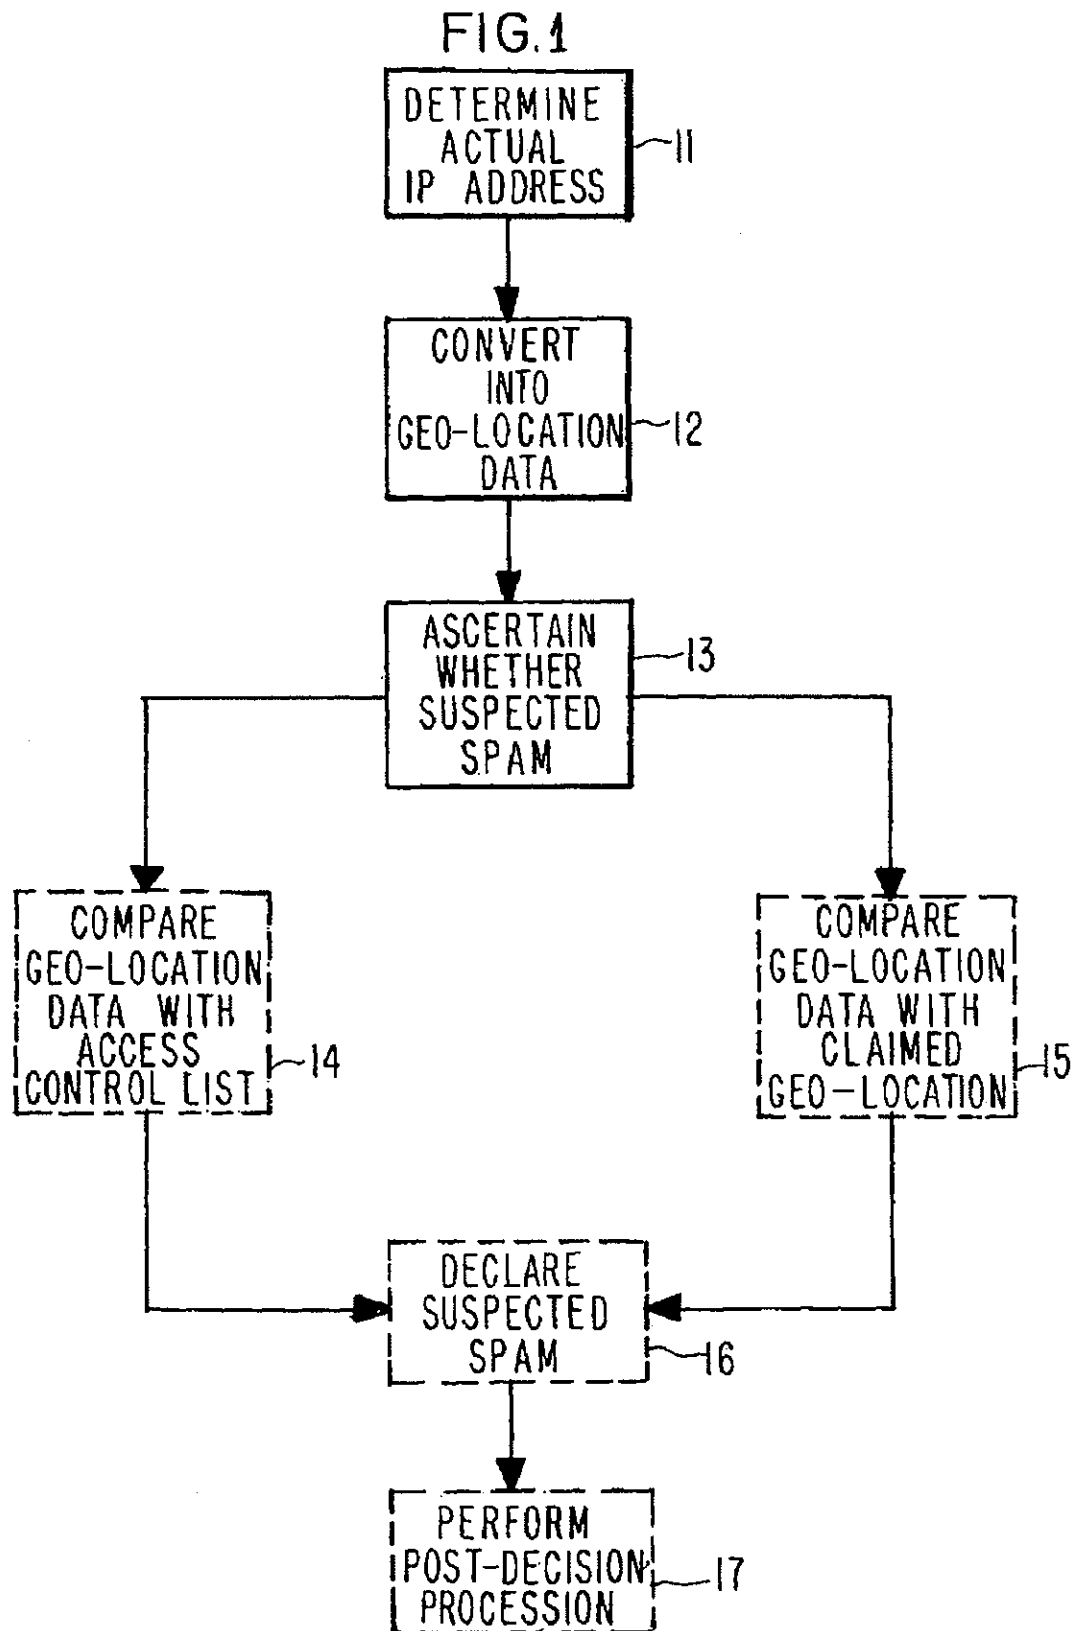 FIG.1
DETERMINE
ACTUAL
IP ADDRESS
11
CONVERT
INTO
GEO-LOCATION
DATA
12
ASCERTAIN
WHETHER
SUSPECTED
SPAM
13
COMPARE
GEO-LOCATION
DATA WITH
ACCESS
CONTROL LIST
14
COMPARE
GEO-LOCATION
DATA WITH
CLAIMED
GEO-LOCATION
15
DECLARE
SUSPECTED
SPAM
16
PERFORM
POST-DECISION
PROCESSION
17